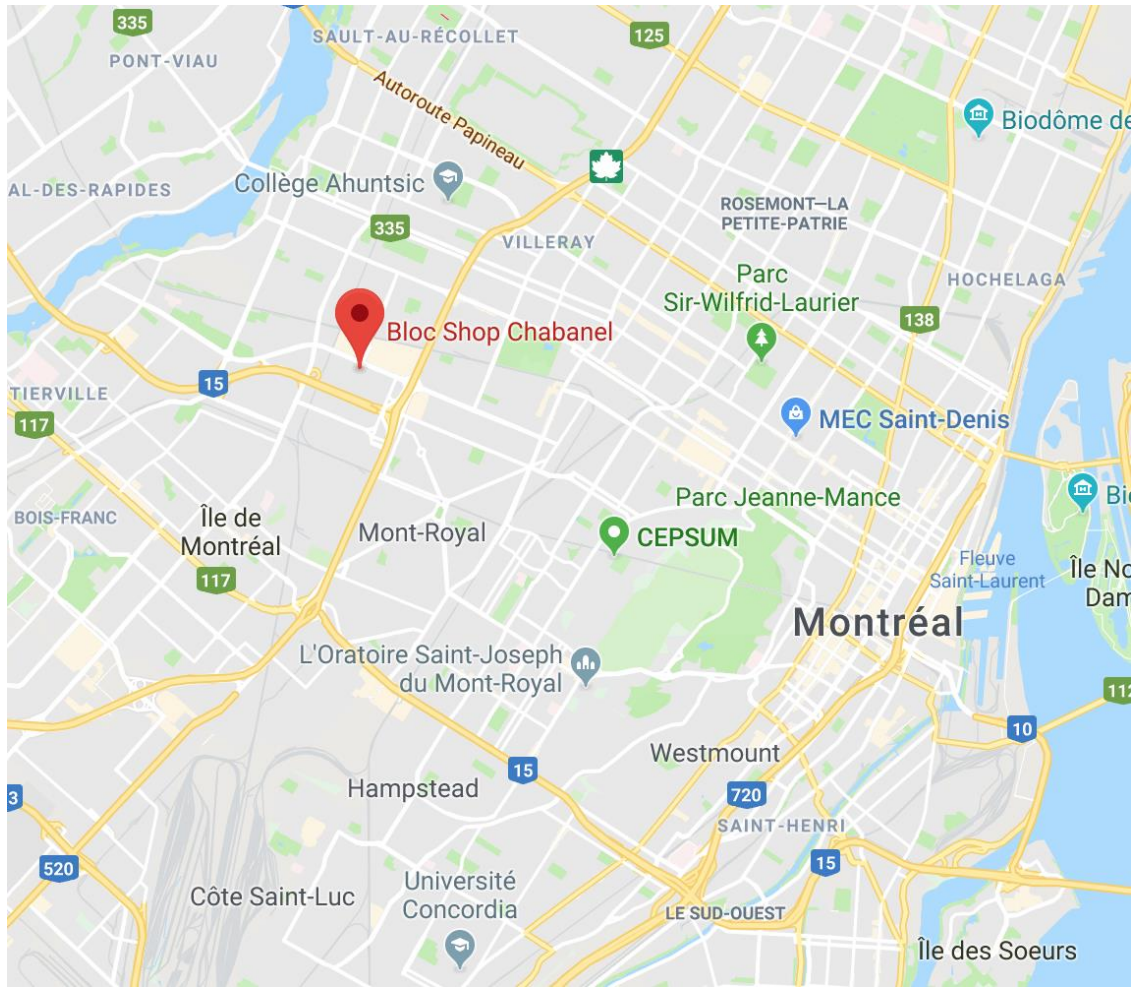 335
SAULT-AU-RÉCOLLET
125
PONT-VIAU
Autoroute Papineau
Biodôme de
Collège Ahuntsic
AL-DES-RAPIDES
ROSEMONT—LA
PETITE-PATRIE
335
VILLERAY
Parc
Sir-Wilfrid-Laurier
HOCHELAGA
138
Bloc Shop Chabanel
15
TIERVILLE
117
MEC Saint-Denis
Parc Jeanne-Mance
Bi
BOIS-FRANC
Île de
Montréal
Mont-Royal
CEPSUM
Fleuve
Saint-Laurent
Île No
Dam
117
Montréal
L'Oratoire Saint-Joseph
du Mont-Royal
112
10
Westmount
15
Hampstead
720
3
SAINT-HENRI
15
520
Université
Concordia
Côte Saint-Luc
LE SUD-OUEST
Île des Soeurs